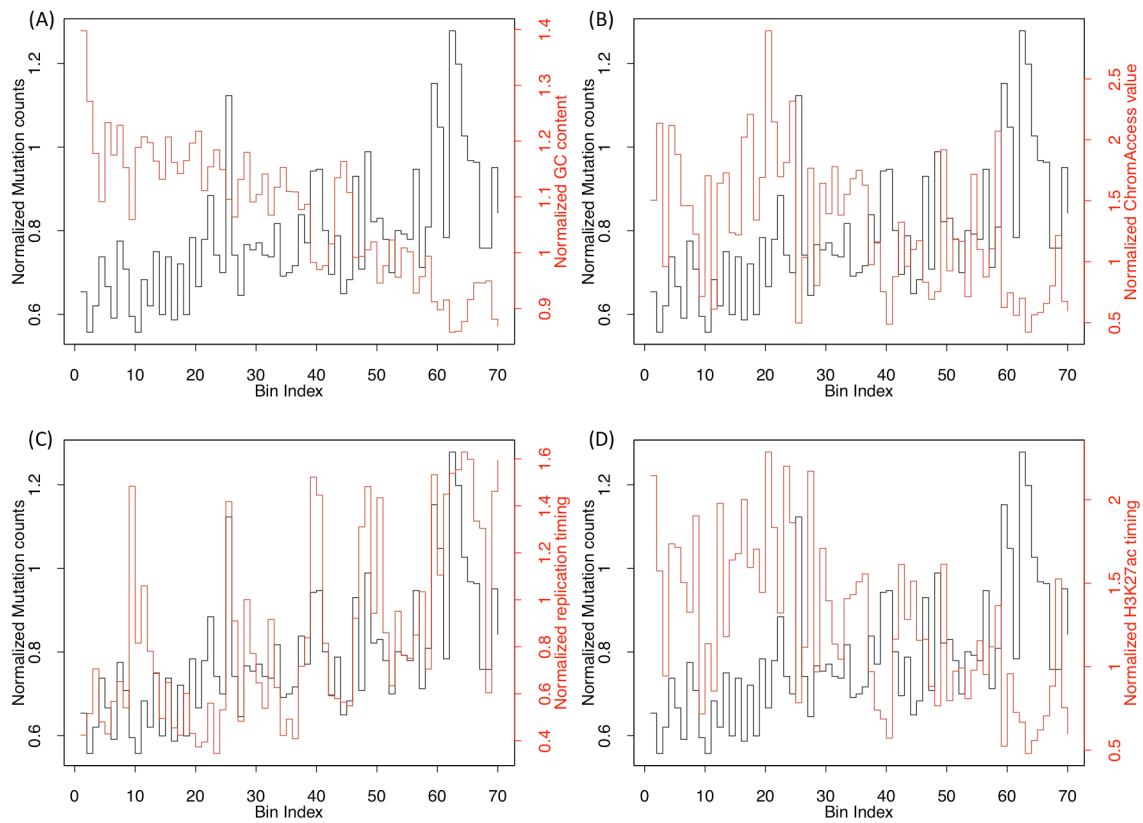 (A)
Normalized Mutation counts
0.6 0.8 1 1.2
0 10 20 30 40 50 60 70
Bin Index
0.9 1 1.1 1.2 1.3 1.4
Normalized GC content
(B)
Normalized Mutation counts
0.6 0.8 1 1.2
0 10 20 30 40 50 60 70
Bin Index
0.5 1 1.5 2 2.5
Normalized ChromAccess value
(C)
Normalized Mutation counts
0.6 0.8 1 1.2
0 10 20 30 40 50 60 70
Bin Index
0.4 0.6 0.8 1 1.2 1.4 1.6
Normalized replication timing
(D)
Normalized Mutation counts
0.6 0.8 1 1.2
0 10 20 30 40 50 60 70
Bin Index
0.5 1 1.5 2
Normalized H3K27ac timing